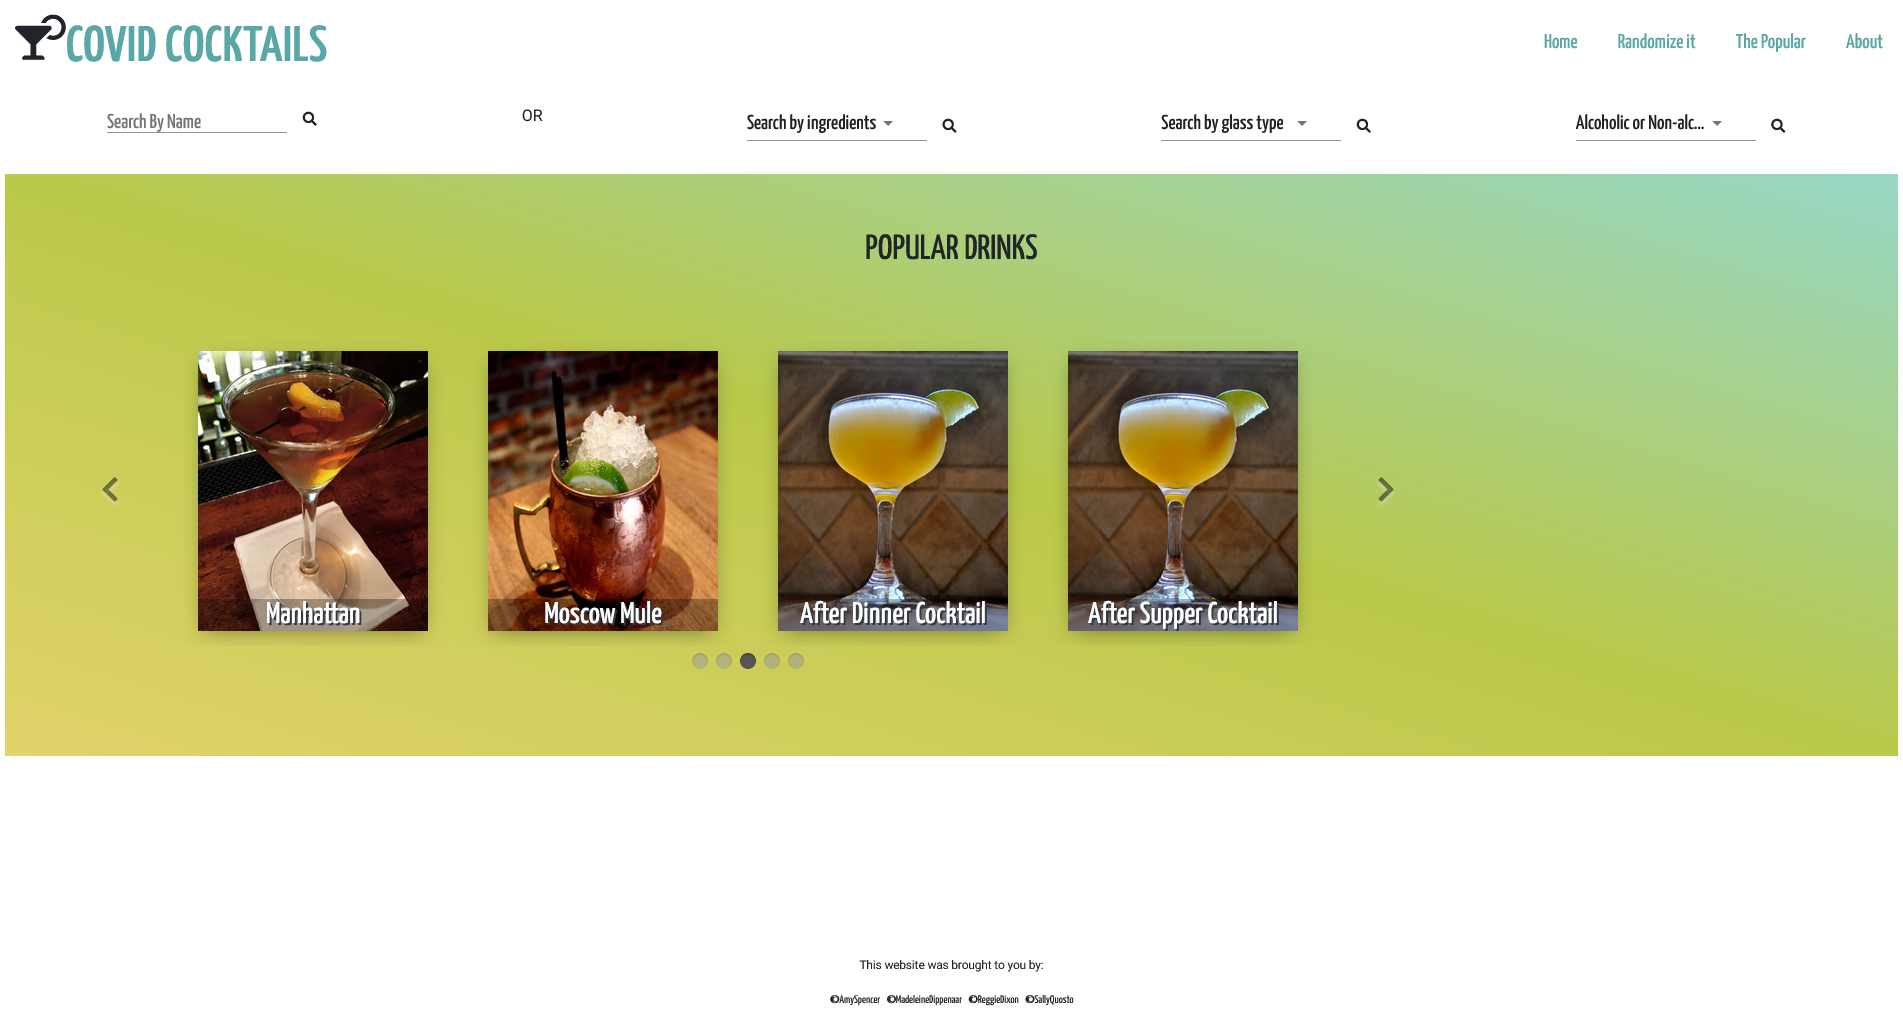 COVID COCKTAILS
Home Randomize it The Popular About
Search By Name OR Search by ingredients Search by glass type Alcoholic or Non-alc...
POPULAR DRINKS
Manhattan Moscow Mule After Dinner Cocktail After Supper Cocktail
This website was brought to you by:
©AmySpencer ©MadeleineDippenaar ©ReggieDixon ©SallyQuosto